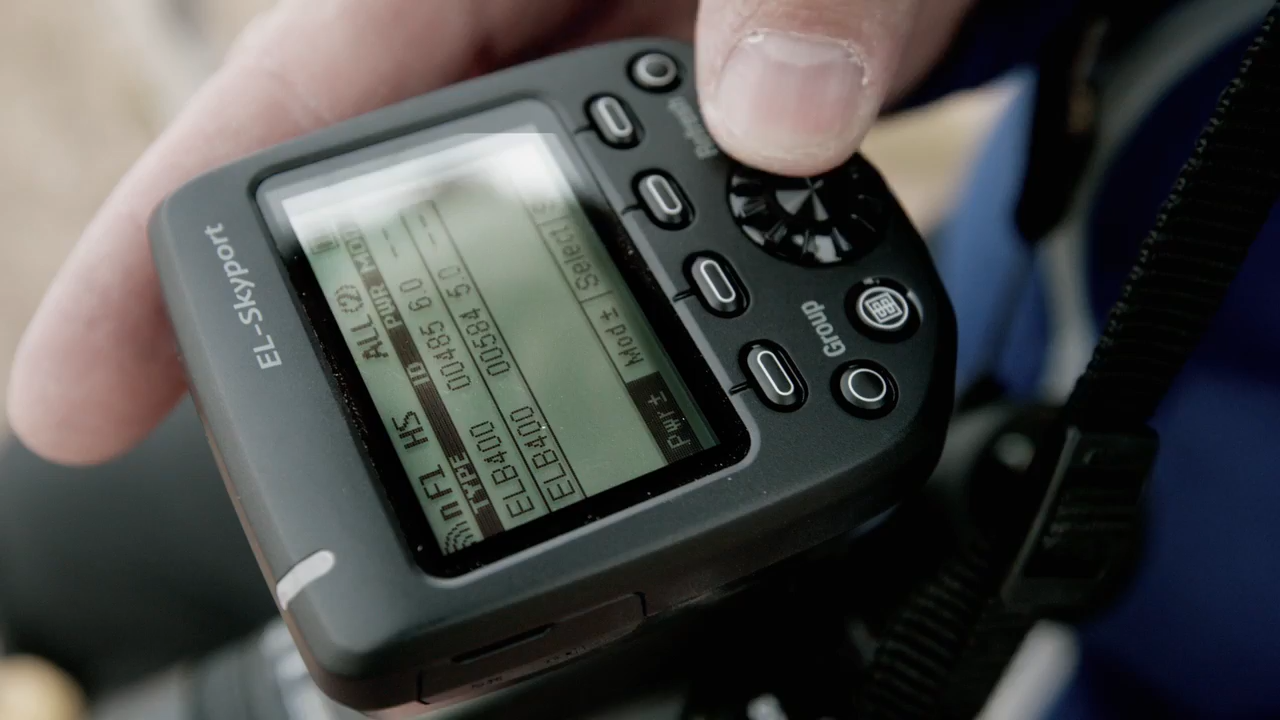 EL-Skyport
nF1 HS ALL (2)
TYPE ID PWR MOD
ELB400 00485 6.0 ---
ELB400 00584 5.0 ---
Pwr± Mod± Select S
Group